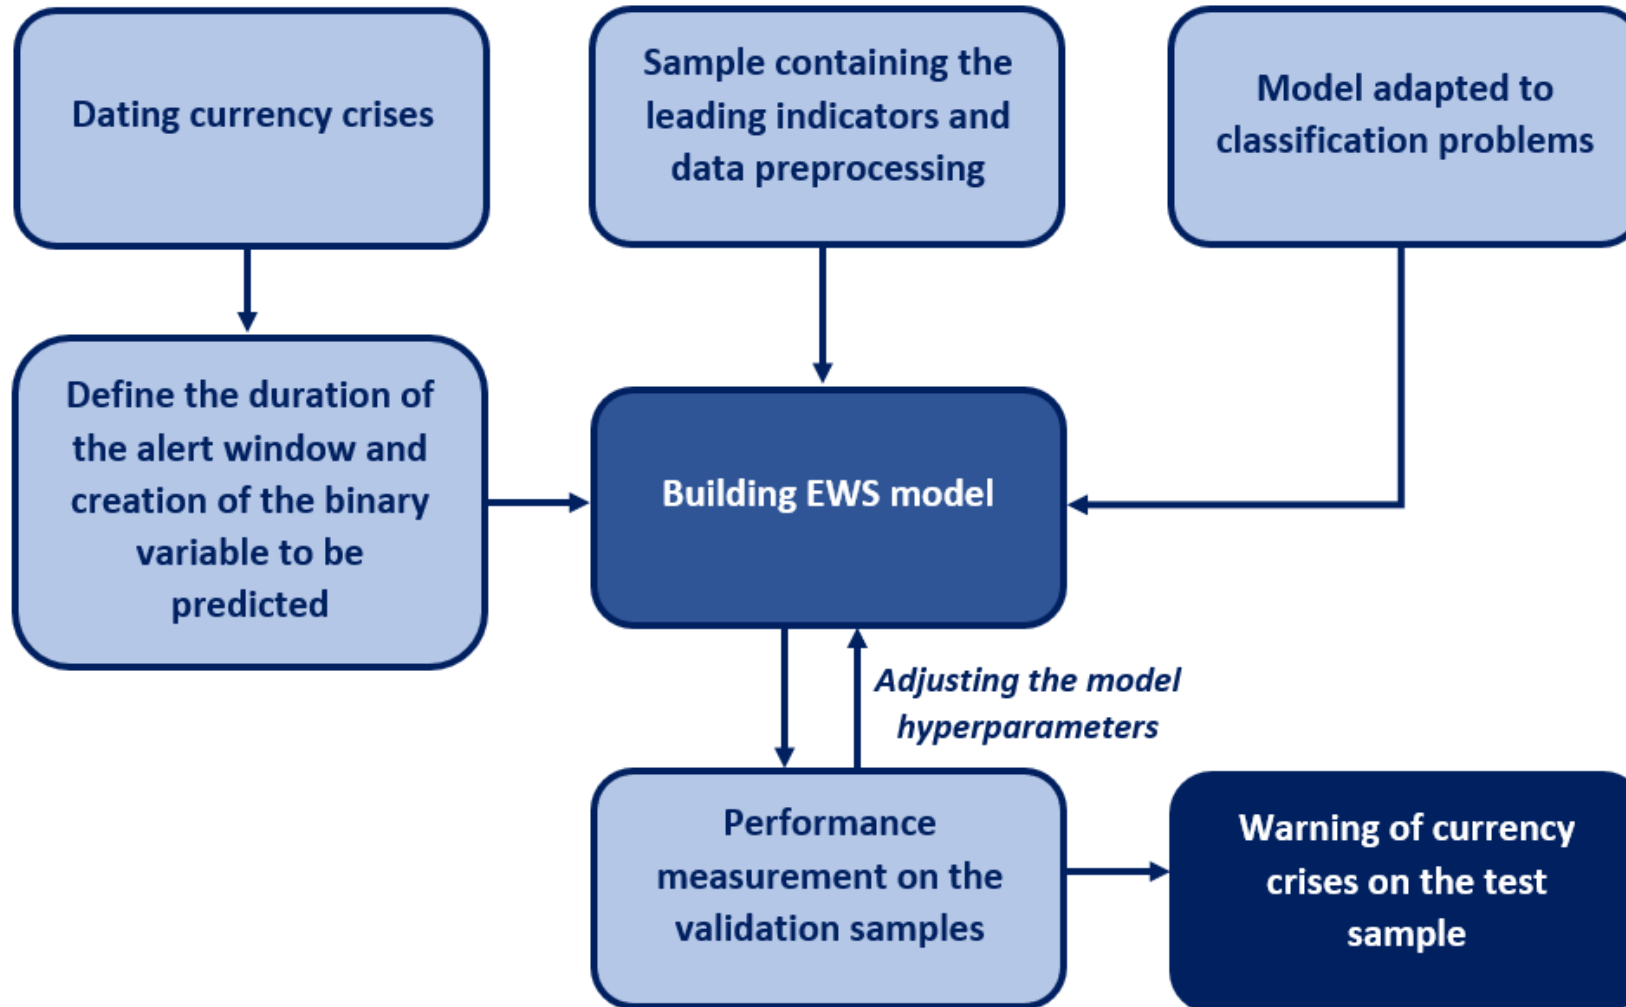 Dating currency crises
Sample containing the
leading indicators and
data preprocessing
Model adapted to
classification problems
Define the duration of
the alert window and
creation of the binary
variable to be
predicted
Building EWS model
Adjusting the model
hyperparameters
Performance
measurement on the
validation samples
Warning of currency
crises on the test
sample